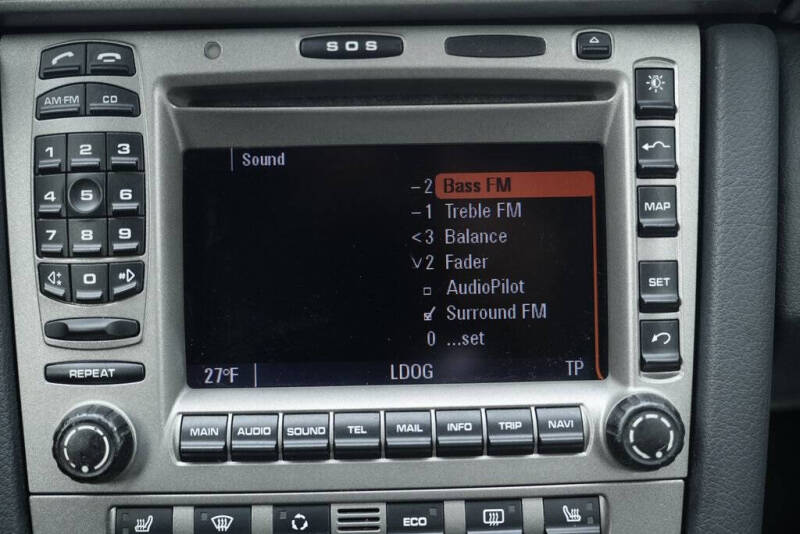 SOS
AM·FM CD
1 2 3
4 5 6
7 8 9
0 #
REPEAT
Sound
−2 Bass FM
−1 Treble FM
<3 Balance
∨2 Fader
□ AudioPilot
☑ Surround FM
0 ...set
27°F LDOG TP
MAP
SET
MAIN AUDIO SOUND TEL MAIL INFO TRIP NAVI
ECO